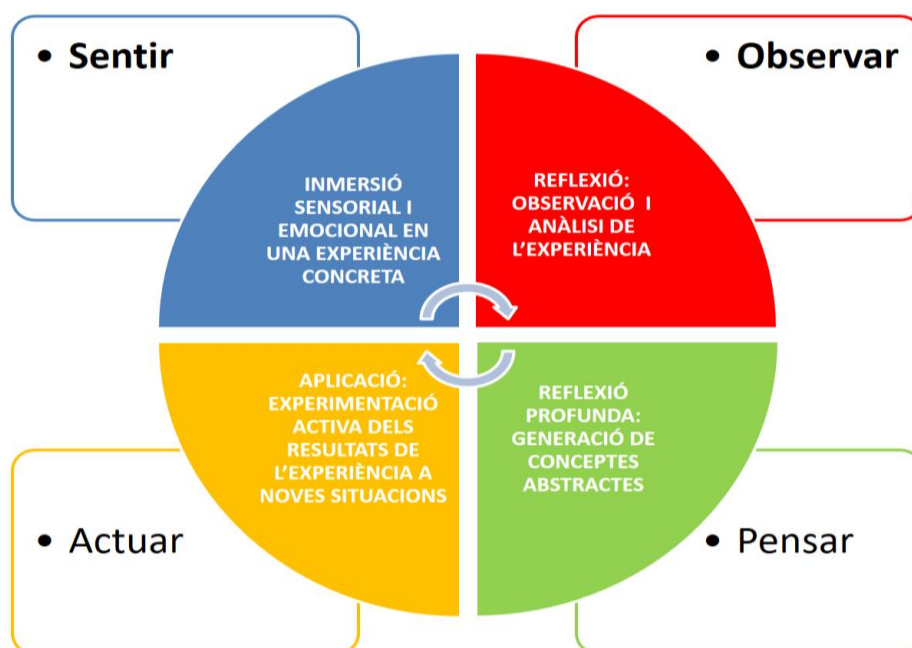 • Sentir
• Observar
INMERSIÓ
SENSORIAL I
EMOCIONAL EN
UNA EXPERIÈNCIA
CONCRETA
REFLEXIÓ:
OBSERVACIÓ I
ANÀLISI DE
L’EXPERIÈNCIA
APLICACIÓ:
EXPERIMENTACIÓ
ACTIVA DELS
RESULTATS DE
L’EXPERIÈNCIA A
NOVES SITUACIONS
REFLEXIÓ
PROFUNDA:
GENERACIÓ DE
CONCEPTES
ABSTRACTES
• Actuar
• Pensar